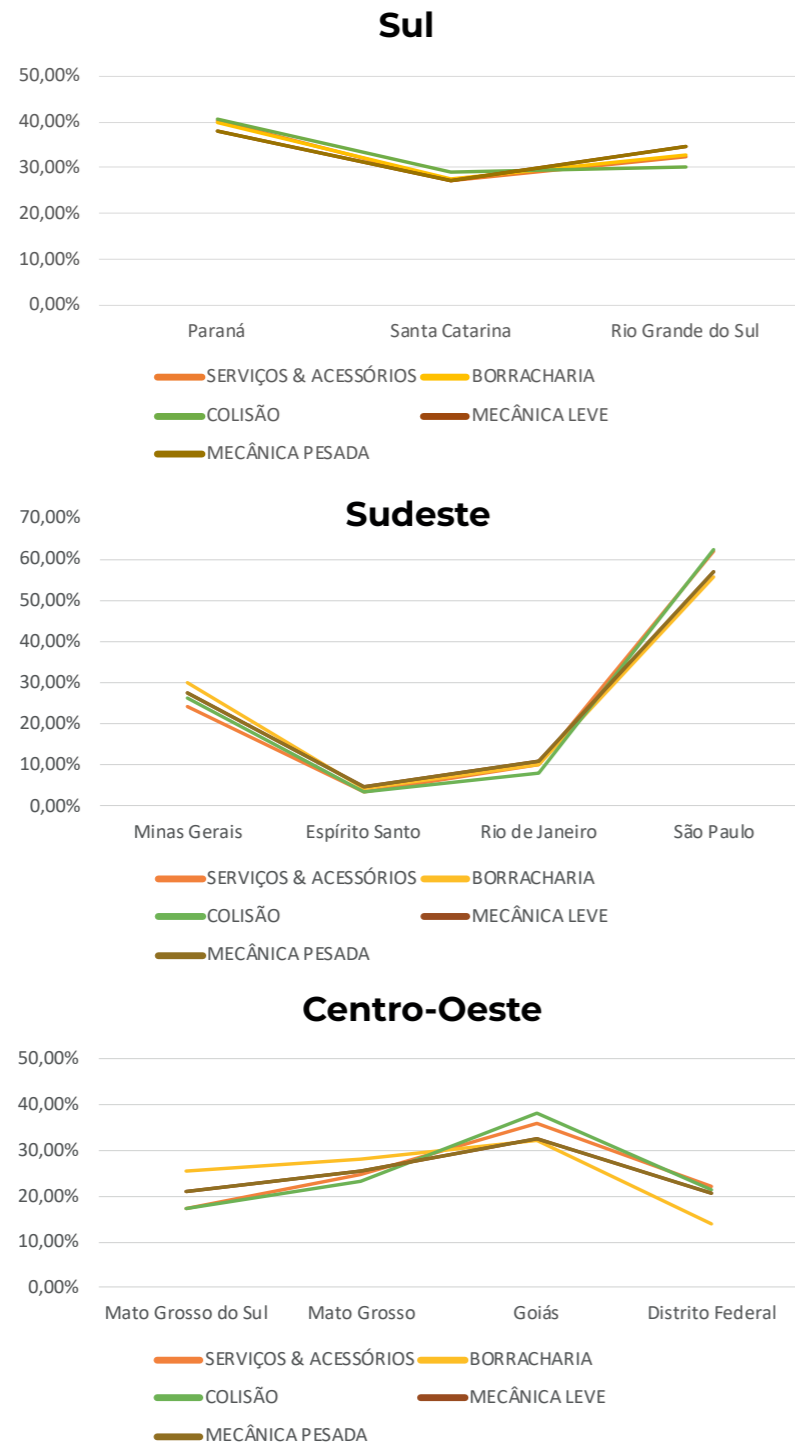 Sul
50,00%
40,00%
30,00%
20,00%
10,00%
0,00%
Paraná Santa Catarina Rio Grande do Sul
SERVIÇOS & ACESSÓRIOS BORRACHARIA
COLISÃO MECÂNICA LEVE
MECÂNICA PESADA
Sudeste
70,00%
60,00%
50,00%
40,00%
30,00%
20,00%
10,00%
0,00%
Minas Gerais Espírito Santo Rio de Janeiro São Paulo
SERVIÇOS & ACESSÓRIOS BORRACHARIA
COLISÃO MECÂNICA LEVE
MECÂNICA PESADA
Centro-Oeste
50,00%
40,00%
30,00%
20,00%
10,00%
0,00%
Mato Grosso do Sul Mato Grosso Goiás Distrito Federal
SERVIÇOS & ACESSÓRIOS BORRACHARIA
COLISÃO MECÂNICA LEVE
MECÂNICA PESADA